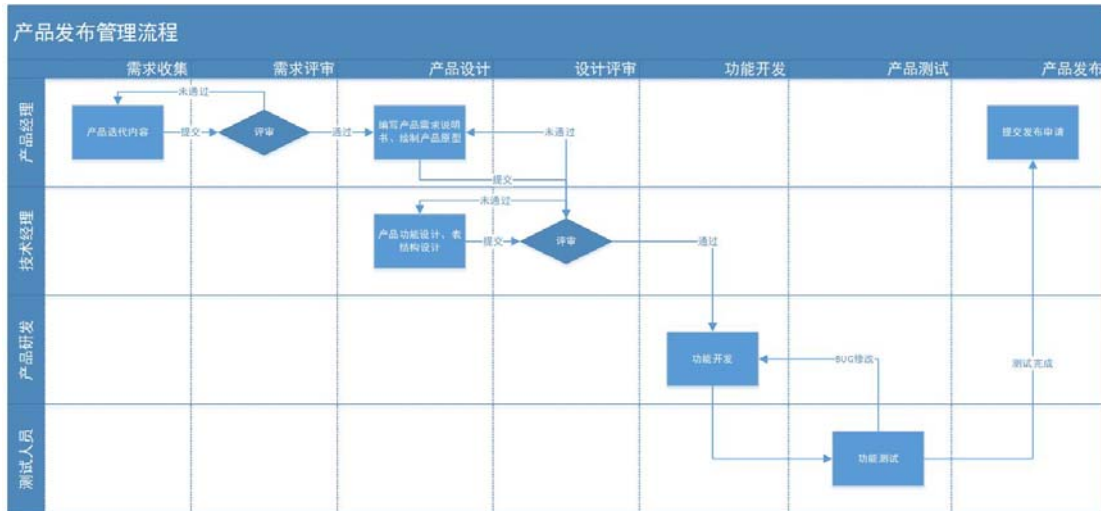 产品发布管理流程
需求收集
需求评审
产品设计
设计评审
功能开发
产品测试
产品发布
产品经理
未通过
产品迭代内容
提交
评审
通过
编写产品需求说明
书、绘制产品原型
未通过
提交发布申请
提交
技术经理
未通过
产品功能设计、表
结构设计
提交
评审
通过
产品研发
功能开发
BUG修改
测试完成
测试人员
功能测试